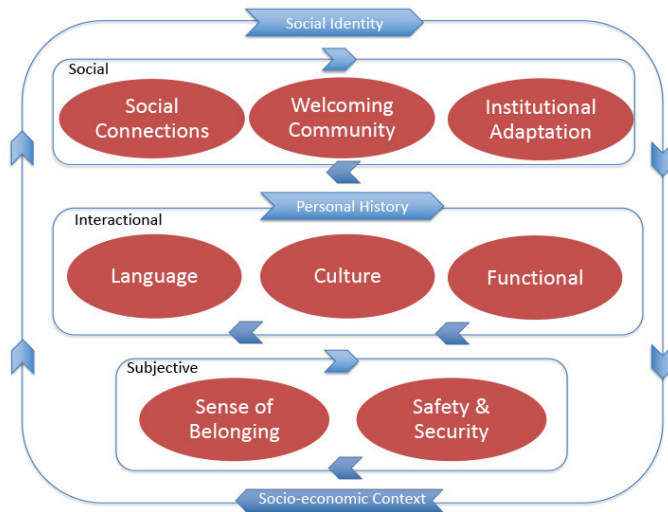 Social Identity
Social
Social
Connections
Welcoming
Community
Institutional
Adaptation
Personal History
Interactional
Language
Culture
Functional
Subjective
Sense of
Belonging
Safety &
Security
Socio-economic Context